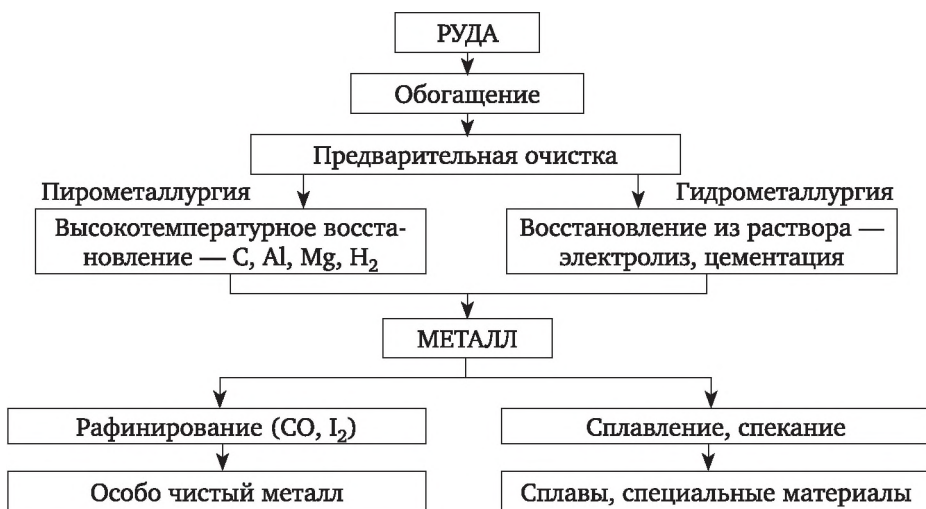 РУДА
Обогащение
Предварительная очистка
Пирометаллургия
Гидрометаллургия
Высокотемпературное восста-
новление — C, Al, Mg, H₂
Восстановление из раствора —
электролиз, цементация
МЕТАЛЛ
Рафинирование (CO, I₂)
Сплавление, спекание
Особо чистый металл
Сплавы, специальные материалы